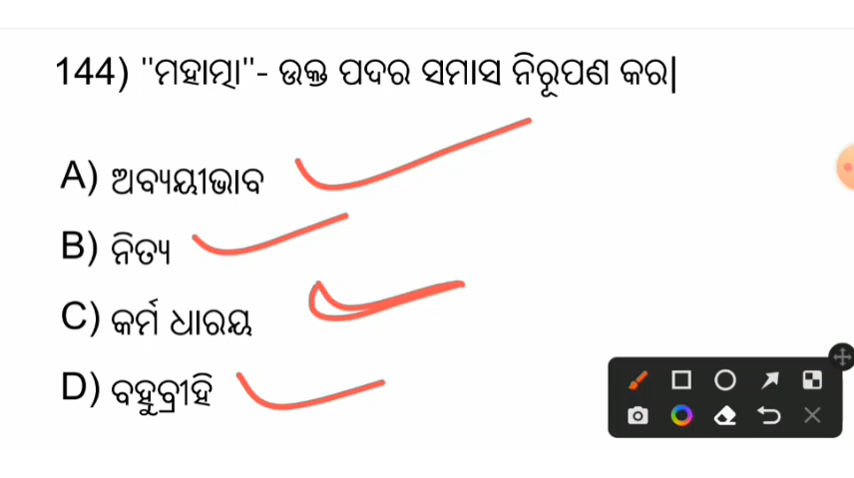 144) "ମହାତ୍ମା"- ଉକ୍ତ ପଦର ସମାସ ନିରୂପଣ କର|
A) ଅବ୍ୟୟୀଭାବ
B) ନିତ୍ୟ
C) କର୍ମ ଧାରୟ
D) ବହୁବ୍ରୀହି